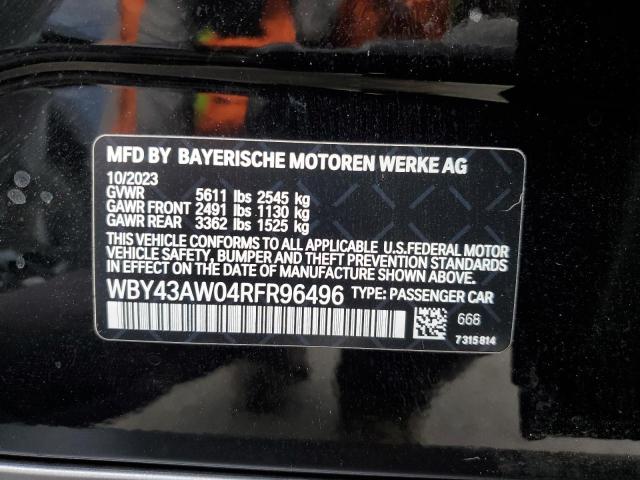 MFD BY BAYERISCHE MOTOREN WERKE AG
10/2023
GVWR 5611 lbs 2545 kg
GAWR FRONT 2491 lbs 1130 kg
GAWR REAR 3362 lbs 1525 kg
THIS VEHICLE CONFORMS TO ALL APPLICABLE U.S.FEDERAL MOTOR
VEHICLE SAFETY, BUMPER AND THEFT PREVENTION STANDARDS
IN EFFECT ON THE DATE OF MANUFACTURE SHOWN ABOVE.
WBY43AW04RFR96496 TYPE: PASSENGER CAR
668
7315814